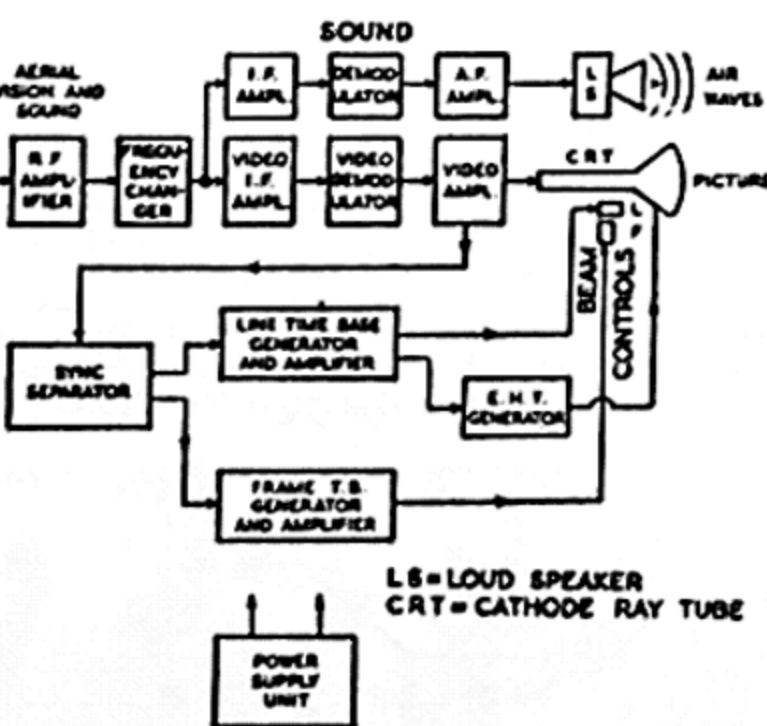 SOUND
AERIAL
VISION AND
SOUND
I.F.
AMPL.
DEMOD-
ULATOR
A.F.
AMPL.
L
S
AIR
WAVES
R.F.
AMPL-
IFIER
FREQU-
ENCY
CHAN-
GER
VIDEO
I.F.
AMPL.
VIDEO
DEMOD-
ULATOR
VIDEO
AMPL.
CRT
PICTURE
L
F
BEAM
CONTROLS
LINE TIME BASE
GENERATOR
AND AMPLIFIER
SYNC
SEPARATOR
E.H.T.
GENERATOR
FRAME T.B.
GENERATOR
AND AMPLIFIER
LS = LOUD SPEAKER
CRT = CATHODE RAY TUBE
POWER
SUPPLY
UNIT